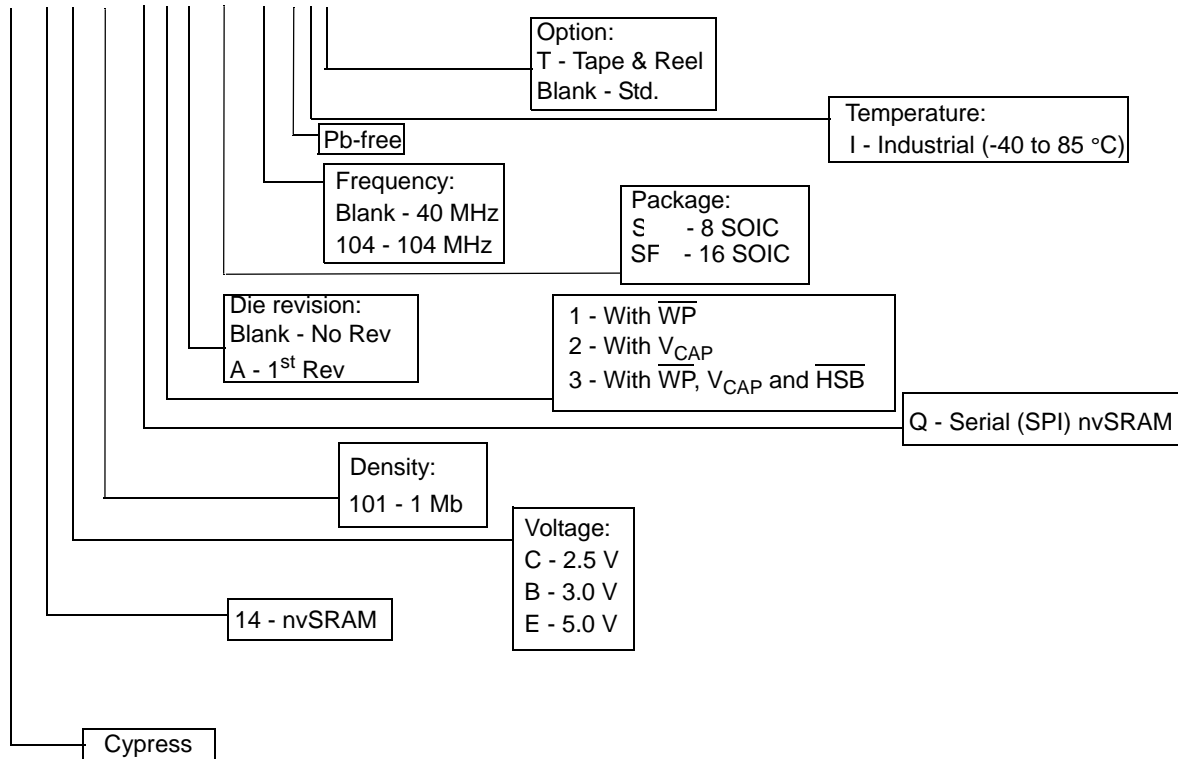 Option:
T - Tape & Reel
Blank - Std.
Temperature:
I - Industrial (-40 to 85 °C)
Pb-free
Frequency:
Blank - 40 MHz
104 - 104 MHz
Package:
S - 8 SOIC
SF - 16 SOIC
Die revision:
Blank - No Rev
A - 1st Rev
1 - With W̅P̅
2 - With VCAP
3 - With W̅P̅, VCAP and H̅S̅B̅
Q - Serial (SPI) nvSRAM
Density:
101 - 1 Mb
Voltage:
C - 2.5 V
B - 3.0 V
E - 5.0 V
14 - nvSRAM
Cypress